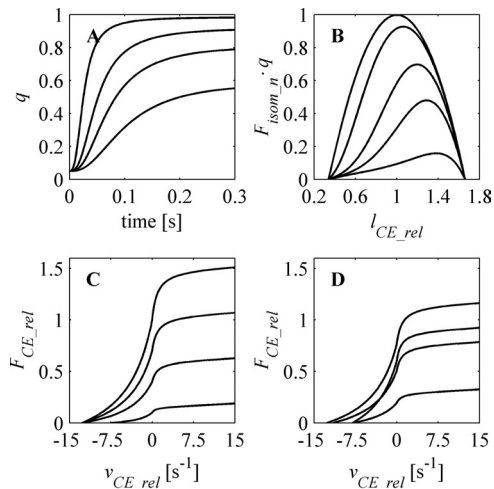 A
B
q
F_isom_n · q
1
0.8
0.6
0.4
0.2
0
1
0.8
0.6
0.4
0.2
0
0 0.1 0.2 0.3
0.2 0.6 1 1.4 1.8
time [s]
l_CE_rel
C
D
F_CE_rel
F_CE_rel
1.5
1
0.5
0
1.5
1
0.5
0
-15 -7.5 0 7.5 15
-15 -7.5 0 7.5 15
v_CE_rel [s⁻¹]
v_CE_rel [s⁻¹]